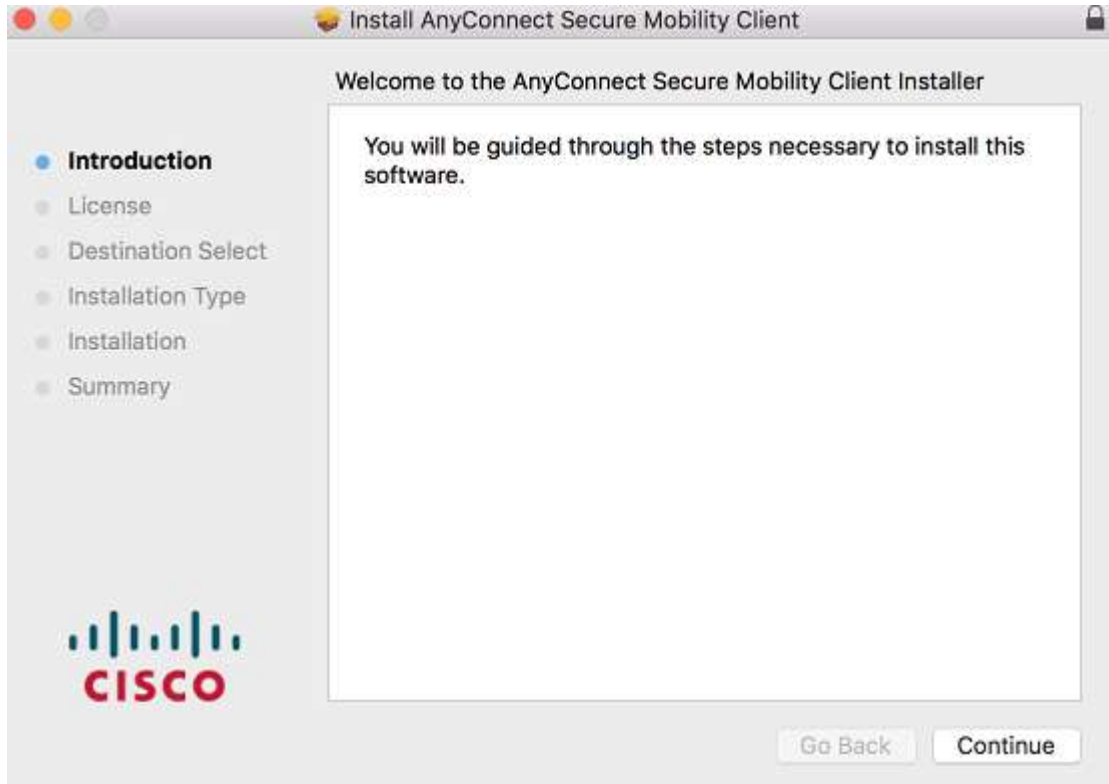 Install AnyConnect Secure Mobility Client
Welcome to the AnyConnect Secure Mobility Client Installer
Introduction
License
Destination Select
Installation Type
Installation
Summary
You will be guided through the steps necessary to install this
software.
CISCO
Go Back
Continue